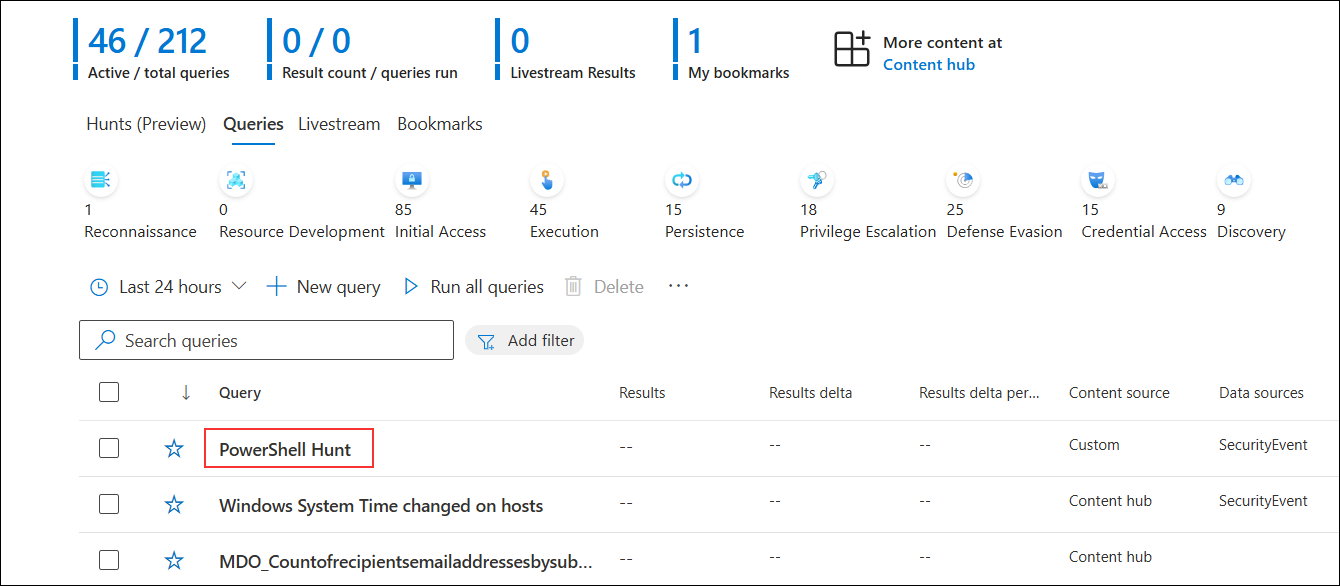 46 / 212
Active / total queries
0 / 0
Result count / queries run
0
Livestream Results
1
My bookmarks
More content at
Content hub
Hunts (Preview) Queries Livestream Bookmarks
1
Reconnaissance
0
Resource Development
85
Initial Access
45
Execution
15
Persistence
18
Privilege Escalation
25
Defense Evasion
15
Credential Access
9
Discovery
Last 24 hours New query Run all queries Delete ···
Search queries Add filter
Query Results Results delta Results delta per... Content source Data sources
PowerShell Hunt -- -- -- Custom SecurityEvent
Windows System Time changed on hosts -- -- -- Content hub SecurityEvent
MDO_Countofrecipientsemailaddressesbysub... -- -- -- Content hub